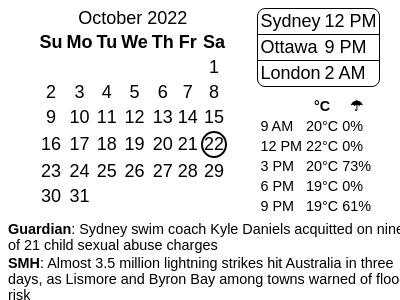 October 2022
Su Mo Tu We Th Fr Sa
1
2 3 4 5 6 7 8
9 10 11 12 13 14 15
16 17 18 19 20 21 22
23 24 25 26 27 28 29
30 31
Sydney 12 PM
Ottawa 9 PM
London 2 AM
°C ☂
9 AM 20°C 0%
12 PM 22°C 0%
3 PM 20°C 73%
6 PM 19°C 0%
9 PM 19°C 61%
Guardian: Sydney swim coach Kyle Daniels acquitted on nine
of 21 child sexual abuse charges
SMH: Almost 3.5 million lightning strikes hit Australia in three
days, as Lismore and Byron Bay among towns warned of floo
risk